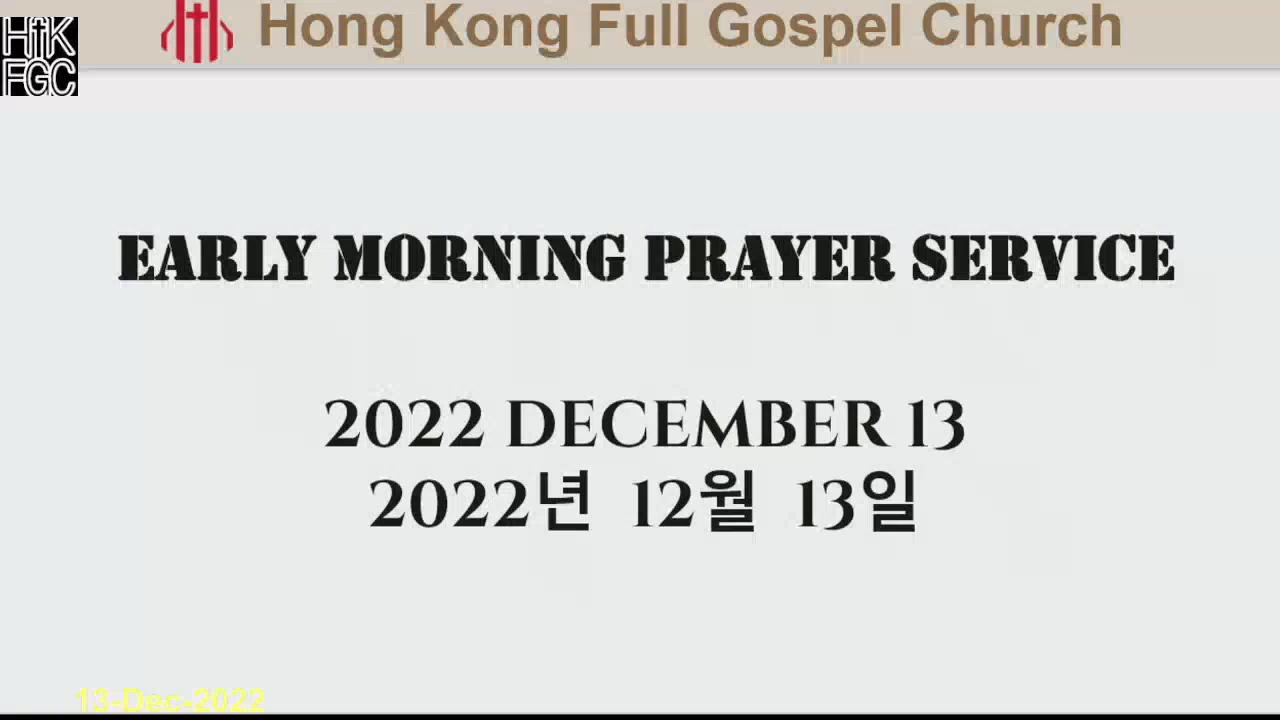 Hong Kong Full Gospel Church
HfK
FGC
EARLY MORNING PRAYER SERVICE
2022 DECEMBER 13
2022년 12월 13일
13-Dec-2022